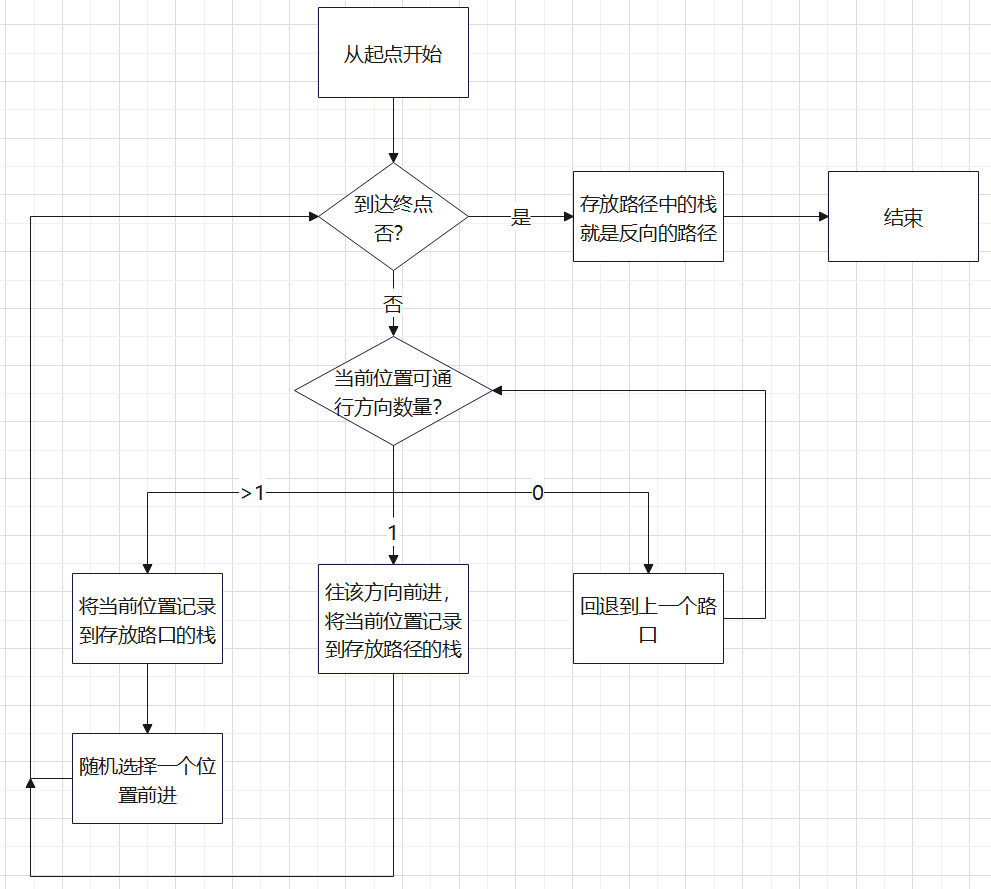 从起点开始
到达终点
否？
是
存放路径中的栈
就是反向的路径
结束
否
当前位置可通
行方向数量？
>1
0
1
将当前位置记录
到存放路口的栈
往该方向前进，
将当前位置记录
到存放路径的栈
回退到上一个路
口
随机选择一个位
置前进